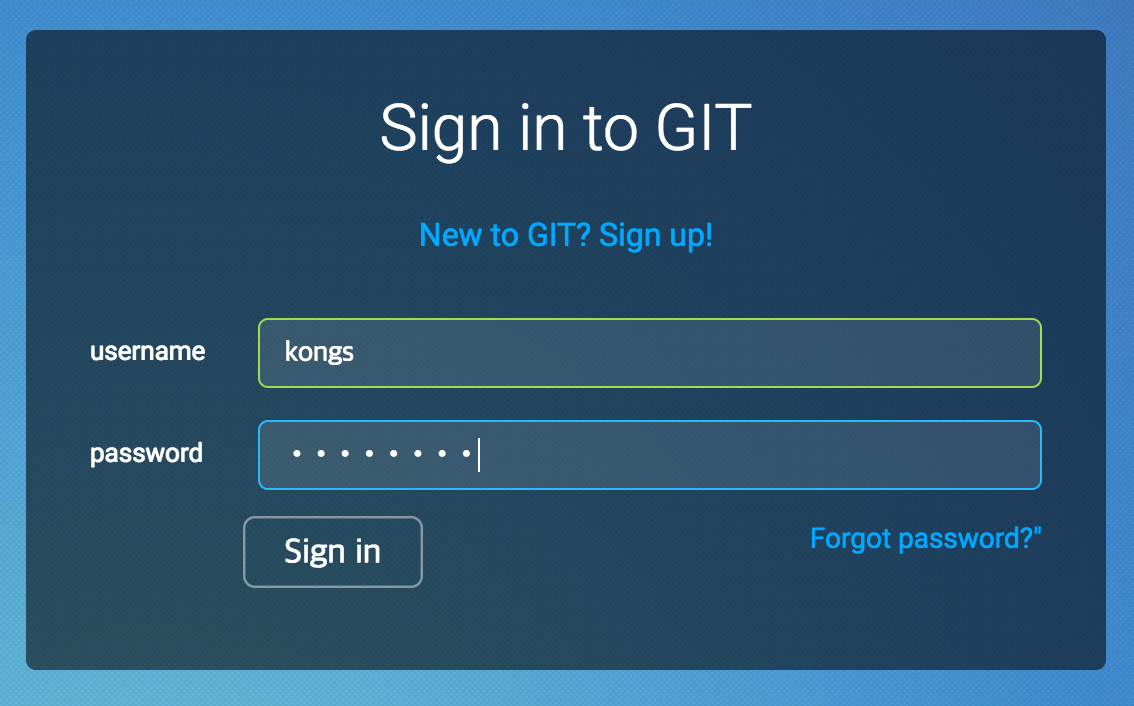 Sign in to GIT
New to GIT? Sign up!
username kongs
password ••••••••
Sign in
Forgot password?"